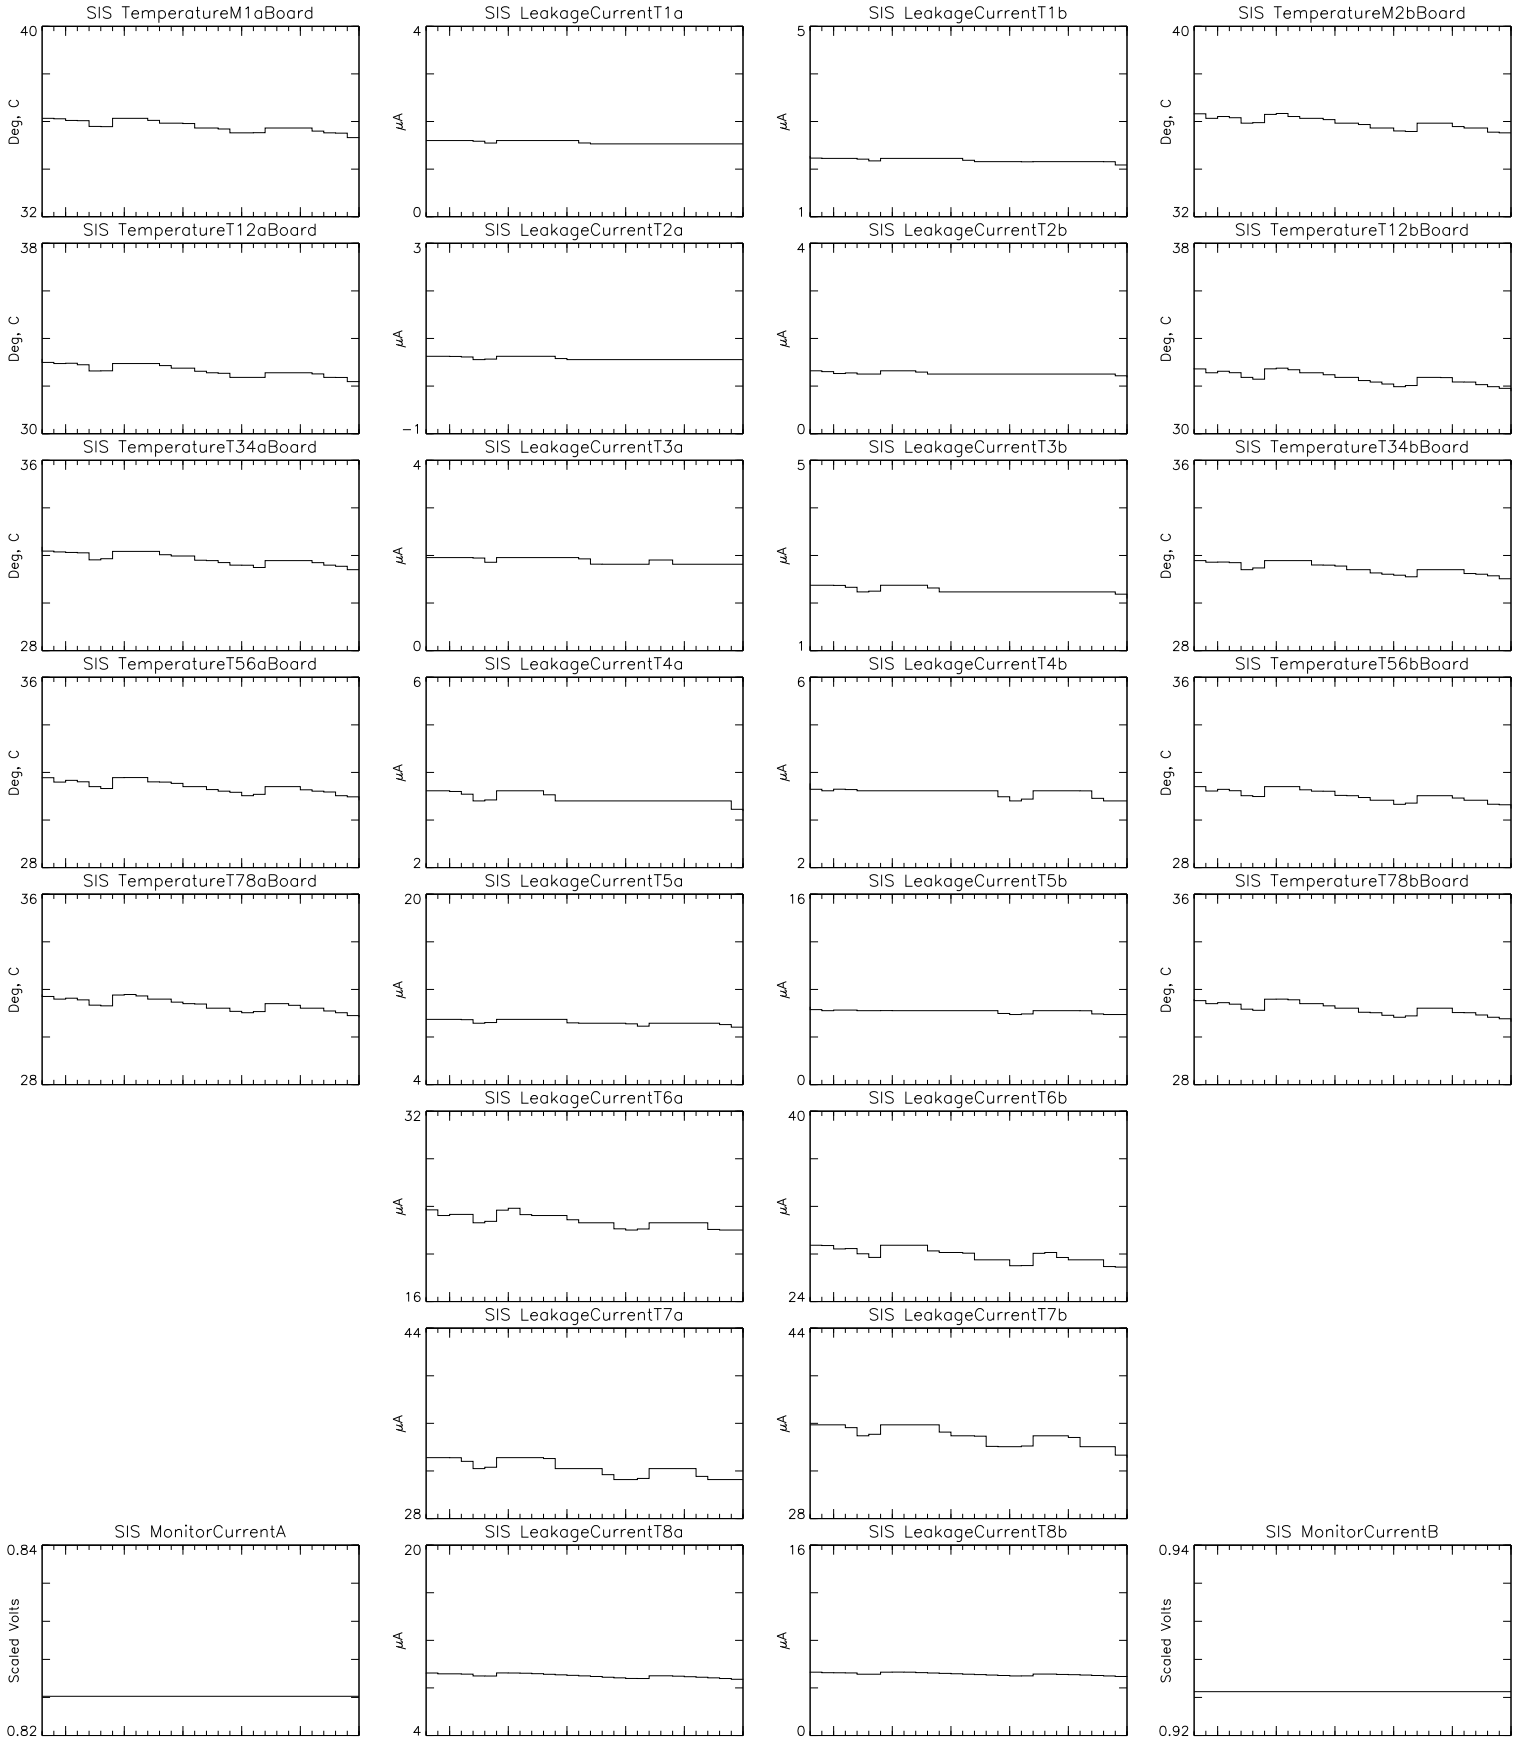 SIS TemperatureM1aBoard
40
Deg, C
32
SIS LeakageCurrentT1a
4
μA
0
SIS LeakageCurrentT1b
5
μA
1
SIS TemperatureM2bBoard
40
Deg, C
32
SIS TemperatureT12aBoard
38
Deg, C
30
SIS LeakageCurrentT2a
3
μA
-1
SIS LeakageCurrentT2b
4
μA
0
SIS TemperatureT12bBoard
38
Deg, C
30
SIS TemperatureT34aBoard
36
Deg, C
28
SIS LeakageCurrentT3a
4
μA
0
SIS LeakageCurrentT3b
5
μA
1
SIS TemperatureT34bBoard
36
Deg, C
28
SIS TemperatureT56aBoard
36
Deg, C
28
SIS LeakageCurrentT4a
6
μA
2
SIS LeakageCurrentT4b
6
μA
2
SIS TemperatureT56bBoard
36
Deg, C
28
SIS TemperatureT78aBoard
36
Deg, C
28
SIS LeakageCurrentT5a
20
μA
4
SIS LeakageCurrentT5b
16
μA
0
SIS TemperatureT78bBoard
36
Deg, C
28
SIS LeakageCurrentT6a
32
μA
16
SIS LeakageCurrentT6b
40
μA
24
SIS LeakageCurrentT7a
44
μA
28
SIS LeakageCurrentT7b
44
μA
28
SIS MonitorCurrentA
0.84
Scaled Volts
0.82
SIS LeakageCurrentT8a
20
μA
4
SIS LeakageCurrentT8b
16
μA
0
SIS MonitorCurrentB
0.94
Scaled Volts
0.92